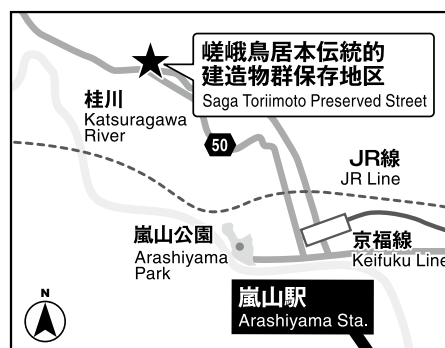 嵯峨鳥居本伝統的
建造物群保存地区
Saga Toriimoto Preserved Street
桂川
Katsuragawa
River
50
JR線
JR Line
嵐山公園
Arashiyama
Park
京福線
Keifuku Line
嵐山駅
Arashiyama Sta.
N